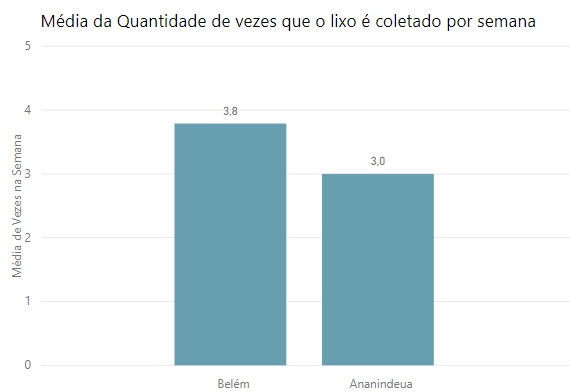 Média da Quantidade de vezes que o lixo é coletado por semana
5
4
3
2
1
0
Média de Vezes na Semana
3,8
3,0
Belém
Ananindeua